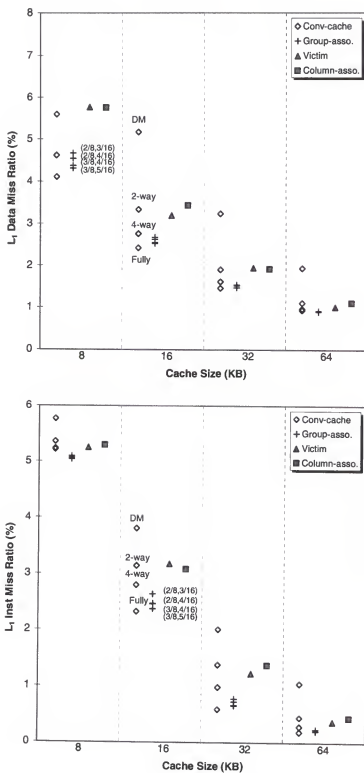 8
7
6
5
4
3
2
1
0
L1 Data Miss Ratio (%)
Conv-cache
Group-asso.
Victim
Column-asso.
(2/8,3/16)
(2/8,4/16)
(3/8,4/16)
(3/8,5/16)
DM
2-way
4-way
Fully
8 16 32 64
Cache Size (KB)
6
5
4
3
2
1
0
L1 Inst Miss Ratio (%)
Conv-cache
Group-asso.
Victim
Column-asso.
DM
2-way
4-way
Fully
(2/8,3/16)
(2/8,4/16)
(3/8,4/16)
(3/8,5/16)
8 16 32 64
Cache Size (KB)